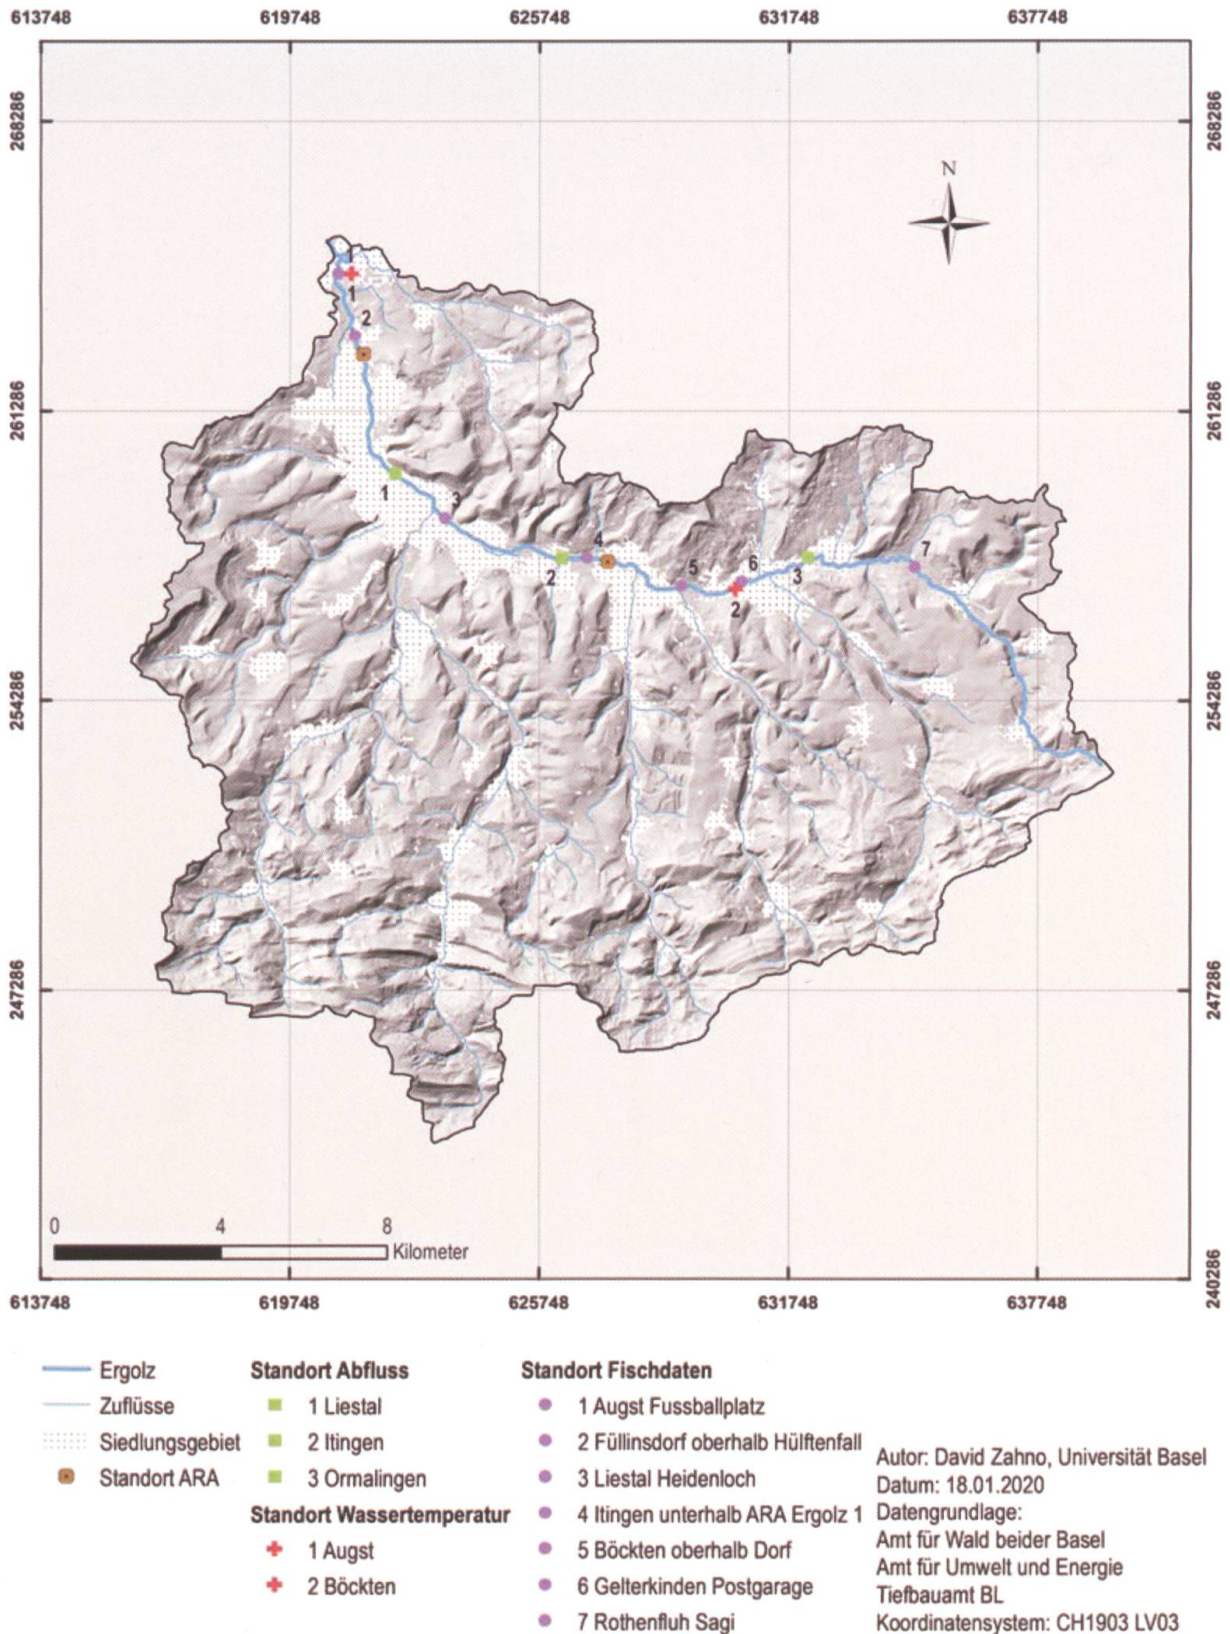 613748 619748 625748 631748 637748
268286 268286
N
1
1
2
261286 261286
1
3
4
2
5
6
2
3
7
254286 254286
247286 247286
0 4 8
Kilometer
240286
613748 619748 625748 631748 637748
Ergolz
Zuflüsse
Siedlungsgebiet
Standort ARA
Standort Abfluss
1 Liestal
2 Itingen
3 Ormalingen
Standort Wassertemperatur
1 Augst
2 Böckten
Standort Fischdaten
1 Augst Fussballplatz
2 Füllinsdorf oberhalb Hülftenfall
3 Liestal Heidenloch
4 Itingen unterhalb ARA Ergolz 1
5 Böckten oberhalb Dorf
6 Gelterkinden Postgarage
7 Rothenfluh Sagi
Autor: David Zahno, Universität Basel
Datum: 18.01.2020
Datengrundlage:
Amt für Wald beider Basel
Amt für Umwelt und Energie
Tiefbauamt BL
Koordinatensystem: CH1903 LV03